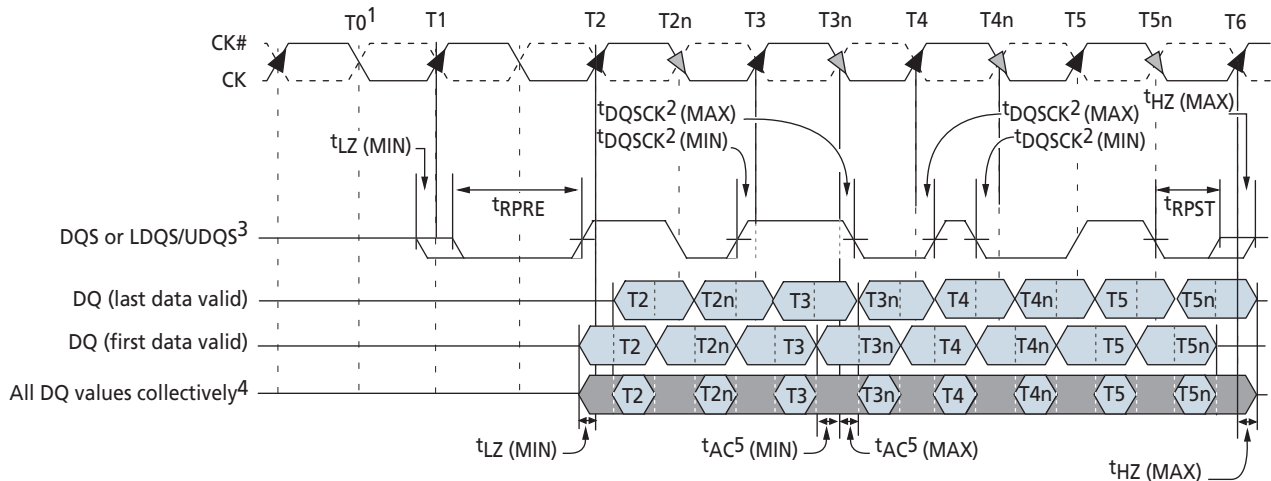 T0¹ T1 T2 T2n T3 T3n T4 T4n T5 T5n T6
CK#
CK
tDQSCK² (MAX) tDQSCK² (MAX) tHZ (MAX)
tLZ (MIN) tDQSCK² (MIN) tDQSCK² (MIN)
tRPRE tRPST
DQS or LDQS/UDQS³
DQ (last data valid) T2 T2n T3 T3n T4 T4n T5 T5n
DQ (first data valid) T2 T2n T3 T3n T4 T4n T5 T5n
All DQ values collectively⁴ T2 T2n T3 T3n T4 T4n T5 T5n
tLZ (MIN) tAC⁵ (MIN) tAC⁵ (MAX)
tHZ (MAX)